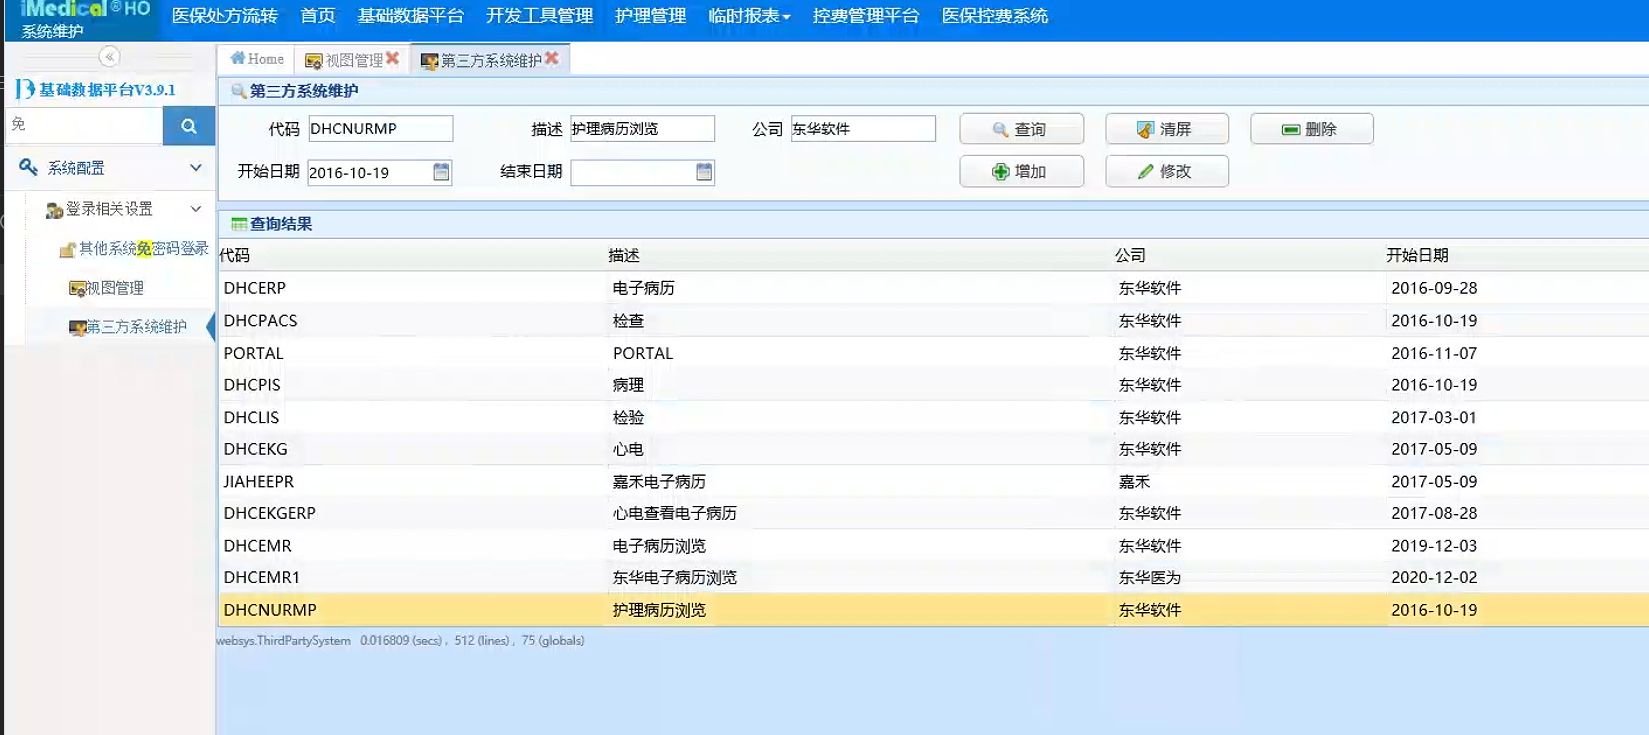 iMedical®HO
系统维护
医保处方流转 首页 基础数据平台 开发工具管理 护理管理 临时报表 控费管理平台 医保控费系统
Home 视图管理 第三方系统维护
基础数据平台V3.9.1
免
系统配置
登录相关设置
其他系统免密码登录
视图管理
第三方系统维护
第三方系统维护
代码 DHCNURMP 描述 护理病历浏览 公司 东华软件 查询 清屏 删除
开始日期 2016-10-19 结束日期 增加 修改
查询结果
代码 描述 公司 开始日期
DHCERP 电子病历 东华软件 2016-09-28
DHCPACS 检查 东华软件 2016-10-19
PORTAL PORTAL 东华软件 2016-11-07
DHCPIS 病理 东华软件 2016-10-19
DHCLIS 检验 东华软件 2017-03-01
DHCEKG 心电 东华软件 2017-05-09
JIAHEEPR 嘉禾电子病历 嘉禾 2017-05-09
DHCEKGERP 心电查看电子病历 东华软件 2017-08-28
DHCEMR 电子病历浏览 东华软件 2019-12-03
DHCEMR1 东华电子病历浏览 东华医为 2020-12-02
DHCNURMP 护理病历浏览 东华软件 2016-10-19
websys.ThirdPartySystem 0.016809 (secs) , 512 (lines) , 75 (globals)